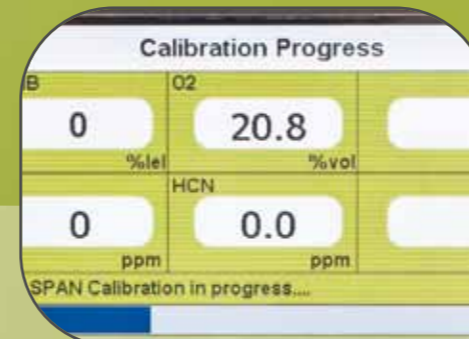 Calibration Progress
O2
0 20.8
%lel %vol
HCN
0 0.0
ppm ppm
SPAN Calibration in progress....